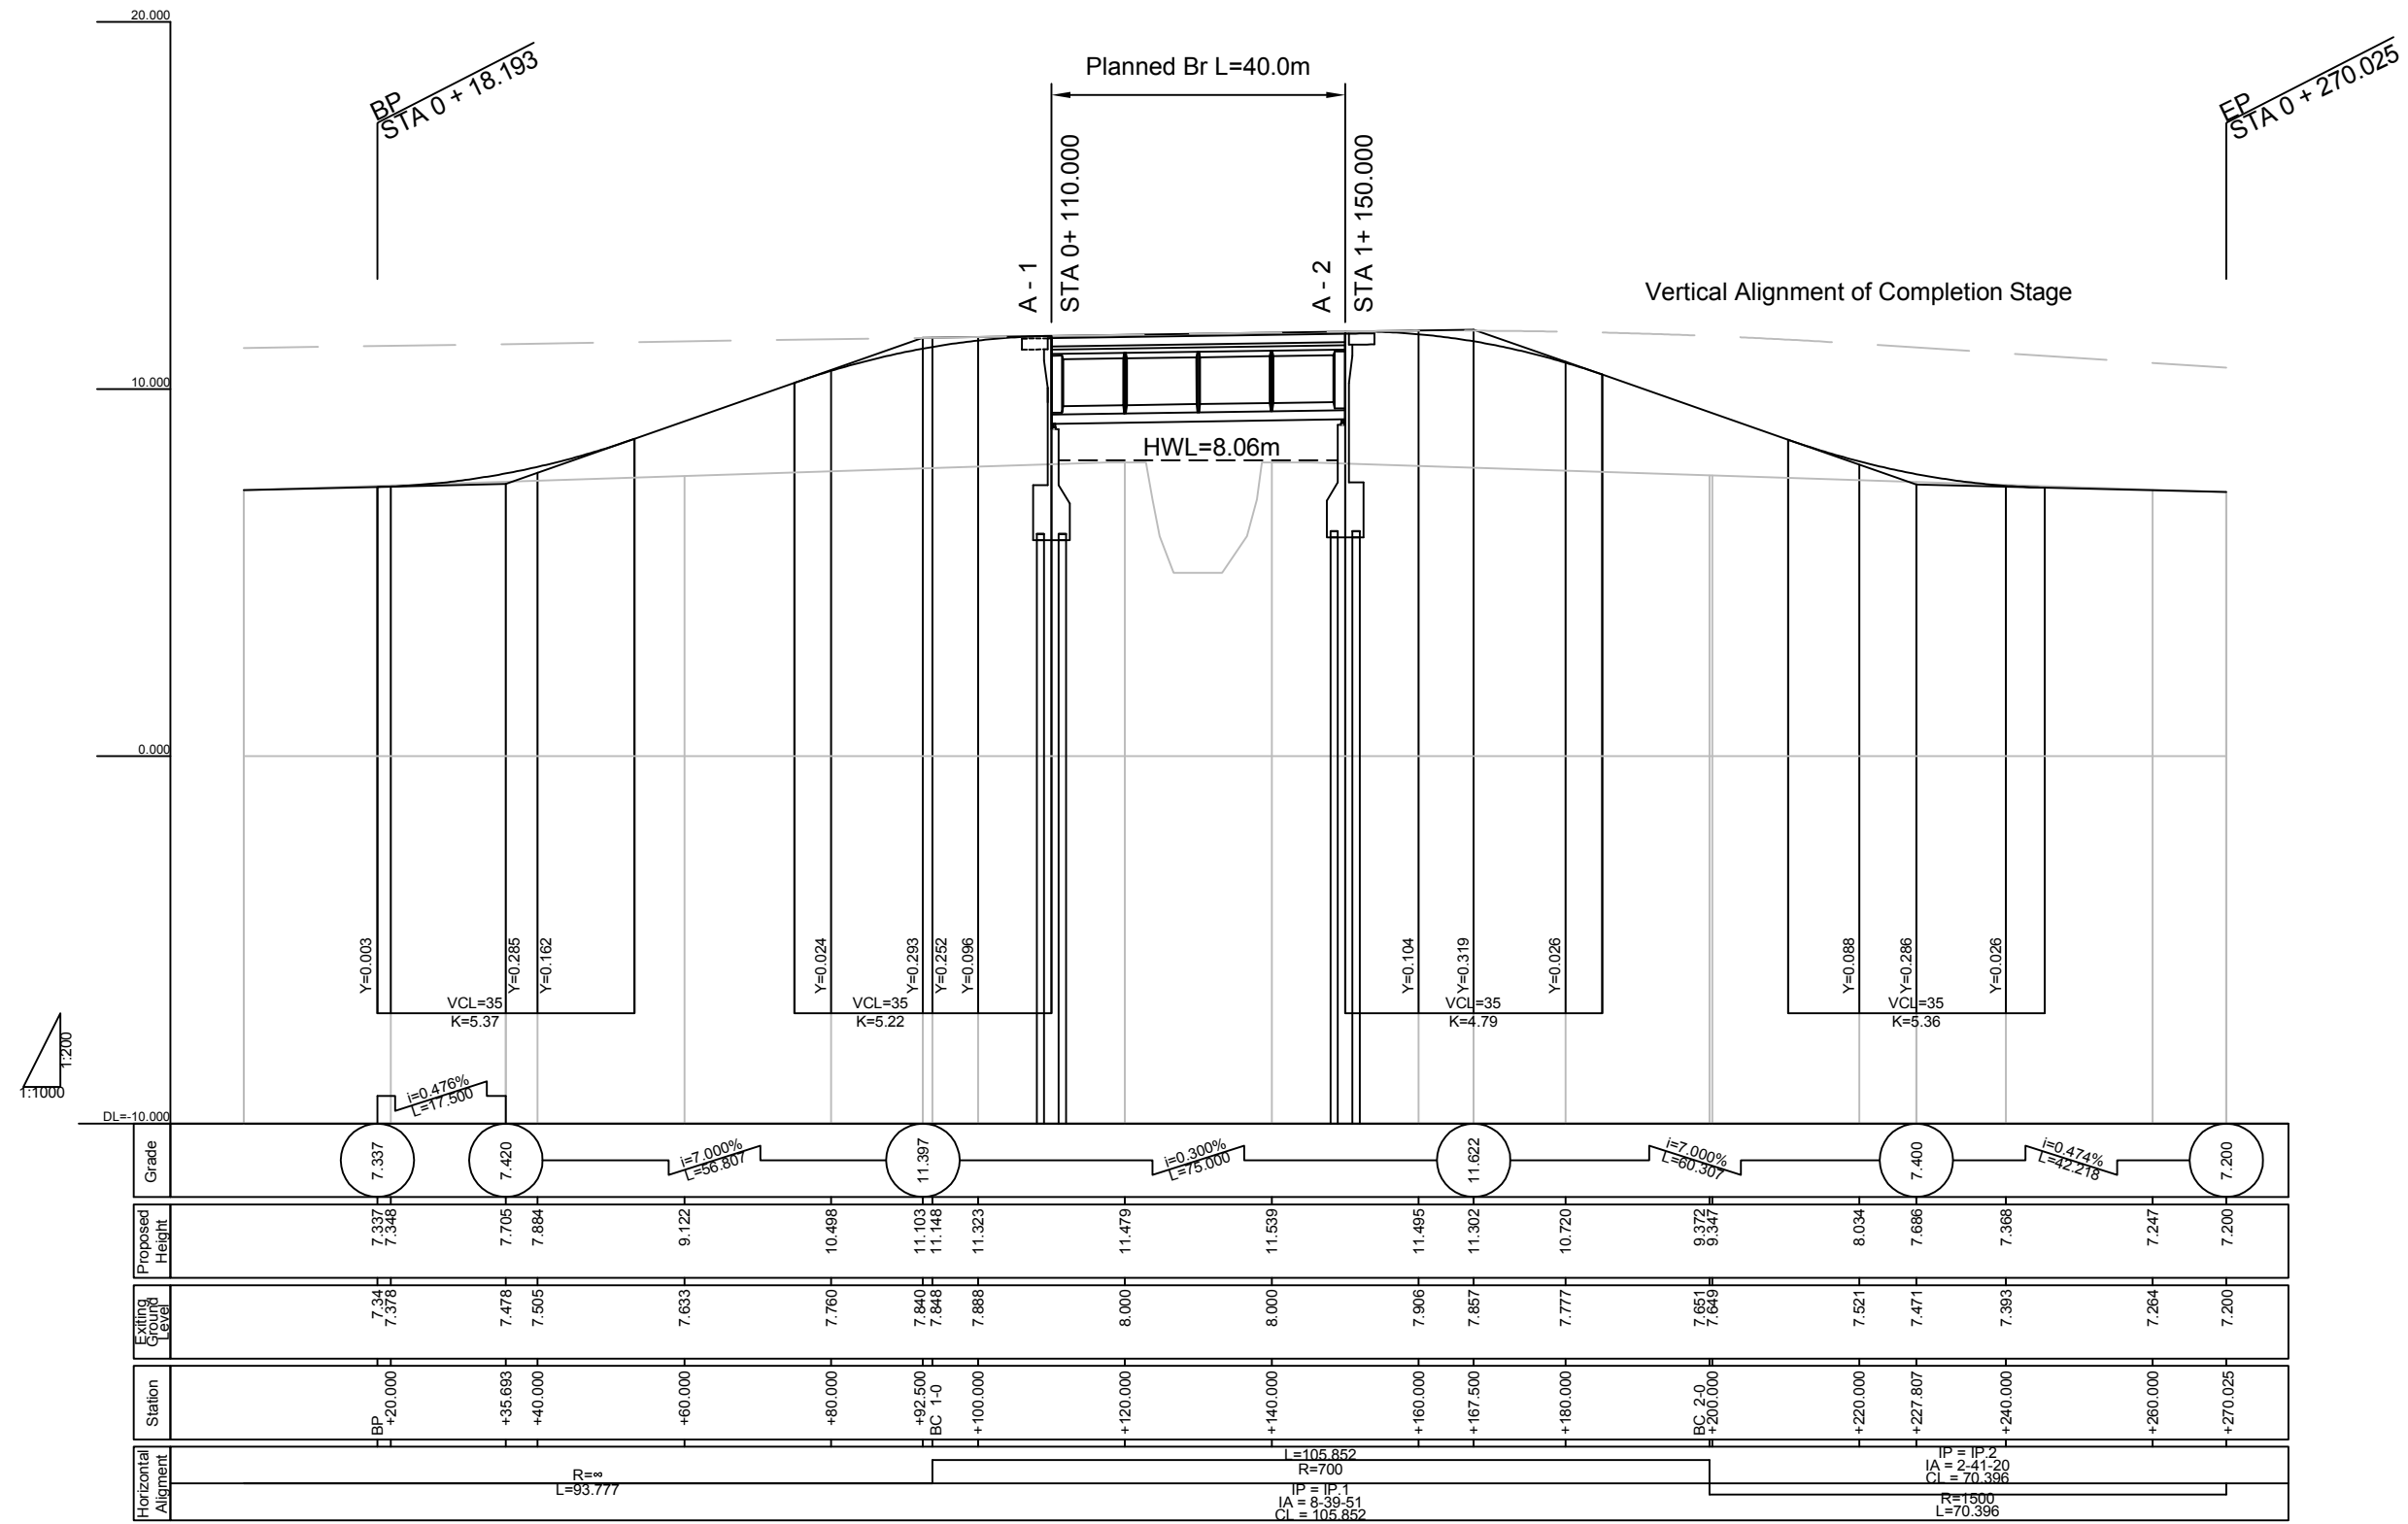 20.000
BP
STA 0 + 18.193
Planned Br L=40.0m
EP
STA 0 + 270.025
A - 1
STA 0+ 110.000
A - 2
STA 1+ 150.000
Vertical Alignment of Completion Stage
10.000
HWL=8.06m
0.000
Y=0.003
Y=0.285
Y=0.162
Y=0.024
Y=0.293
Y=0.252
Y=0.096
Y=0.104
Y=0.319
Y=0.026
Y=0.088
Y=0.286
Y=0.026
VCL=35
K=5.37
VCL=35
K=5.22
VCL=35
K=4.79
VCL=35
K=5.36
1:200
1:1000
i=0.476%
L=17.500
DL=-10.000
Grade
7.337
7.420
i=7.000%
L=56.807
11.397
i=0.300%
L=75.000
11.622
i=7.000%
L=60.307
7.400
i=0.474%
L=42.218
7.200
Proposed
Height
7.337
7.348
7.705
7.884
9.122
10.498
11.103
11.148
11.323
11.479
11.539
11.495
11.302
10.720
9.372
9.347
8.034
7.686
7.368
7.247
7.200
Exiting
Ground
Level
7.34
7.378
7.478
7.505
7.633
7.760
7.840
7.848
7.888
8.000
8.000
7.906
7.857
7.777
7.651
7.649
7.521
7.471
7.393
7.264
7.200
Station
BP
+20.000
+35.693
+40.000
+60.000
+80.000
+92.500
BC 1-0
+100.000
+120.000
+140.000
+160.000
+167.500
+180.000
BC 2-0
+200.000
+220.000
+227.807
+240.000
+260.000
+270.025
Horizontal
Aligment
R=∞
L=93.777
L=105.852
R=700
IP = IP.1
IA = 8-39-51
CL = 105.852
IP = IP.2
IA = 2-41-20
CL = 70.396
R=1500
L=70.396